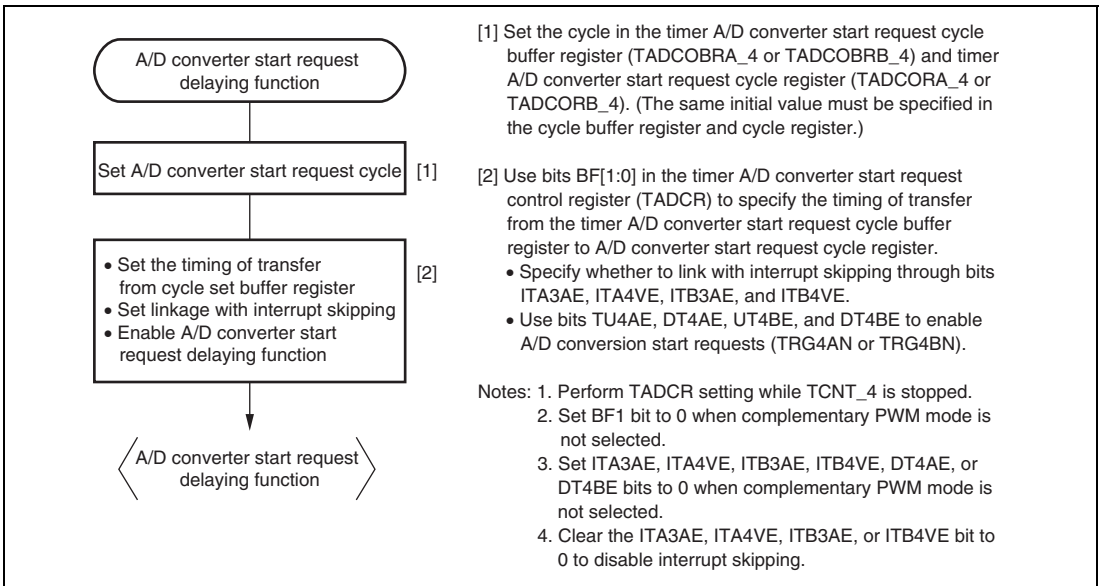 A/D converter start request
delaying function
Set A/D converter start request cycle
[1]
• Set the timing of transfer
from cycle set buffer register
• Set linkage with interrupt skipping
• Enable A/D converter start
request delaying function
[2]
A/D converter start request
delaying function
[1] Set the cycle in the timer A/D converter start request cycle
buffer register (TADCOBRA_4 or TADCOBRB_4) and timer
A/D converter start request cycle register (TADCORA_4 or
TADCORB_4). (The same initial value must be specified in
the cycle buffer register and cycle register.)
[2] Use bits BF[1:0] in the timer A/D converter start request
control register (TADCR) to specify the timing of transfer
from the timer A/D converter start request cycle buffer
register to A/D converter start request cycle register.
• Specify whether to link with interrupt skipping through bits
ITA3AE, ITA4VE, ITB3AE, and ITB4VE.
• Use bits TU4AE, DT4AE, UT4BE, and DT4BE to enable
A/D conversion start requests (TRG4AN or TRG4BN).
Notes: 1. Perform TADCR setting while TCNT_4 is stopped.
2. Set BF1 bit to 0 when complementary PWM mode is
not selected.
3. Set ITA3AE, ITA4VE, ITB3AE, ITB4VE, DT4AE, or
DT4BE bits to 0 when complementary PWM mode is
not selected.
4. Clear the ITA3AE, ITA4VE, ITB3AE, or ITB4VE bit to
0 to disable interrupt skipping.